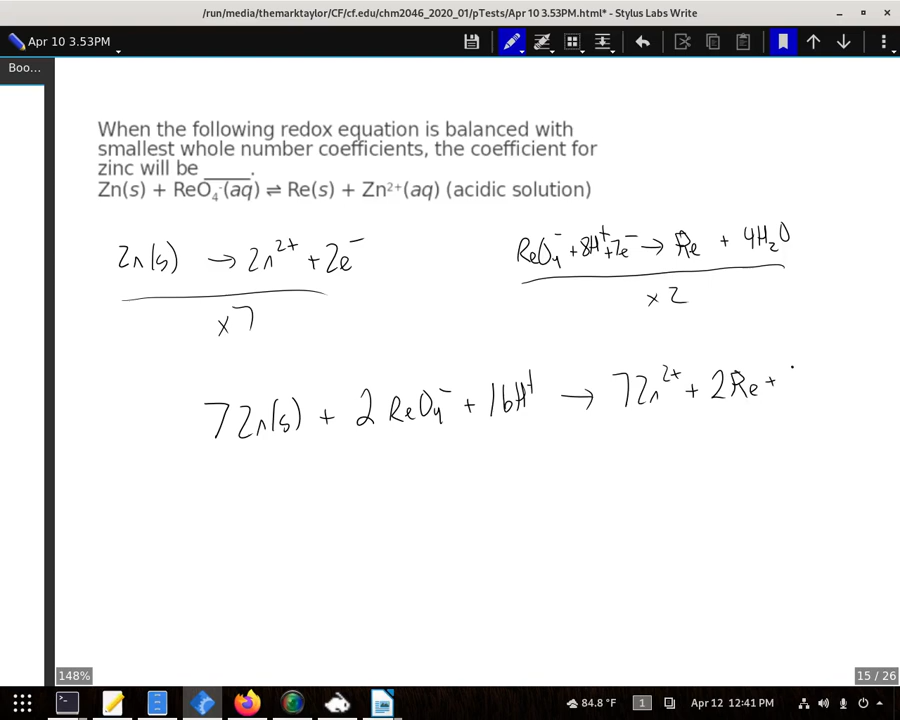 /run/media/themarktaylor/CF/cf.edu/chm2046_2020_01/pTests/Apr 10 3.53PM.html* - Stylus Labs Write
Apr 10 3.53PM
Boo...
When the following redox equation is balanced with
smallest whole number coefficients, the coefficient for
zinc will be _____.
Zn(s) + ReO₄⁻(aq) ⇌ Re(s) + Zn²⁺(aq) (acidic solution)
Zn(s) → Zn²⁺ + 2e⁻
x7
ReO₄⁻ + 8H⁺ + 7e⁻ → Re + 4H₂O
x2
7Zn(s) + 2ReO₄⁻ + 16H⁺ → 7Zn²⁺ + 2Re +
148%
15 / 26
84.8 °F
1
Apr 12 12:41 PM